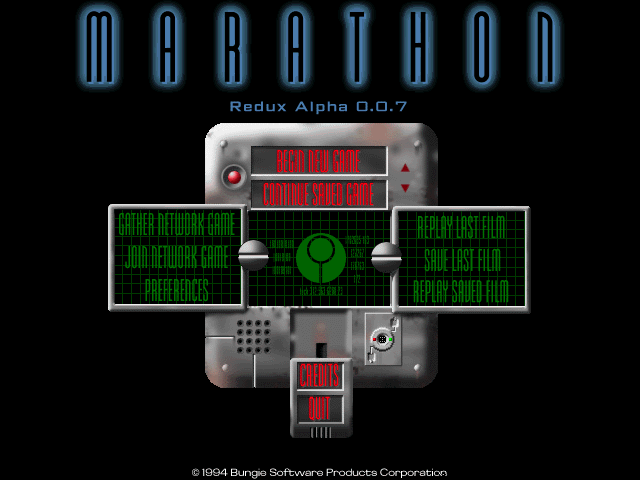 MARATHON
Redux Alpha 0.0.7
BEGIN NEW GAME
CONTINUE SAVED GAME
GATHER NETWORK GAME
JOIN NETWORK GAME
PREFERENCES
REPLAY LAST FILM
SAVE LAST FILM
REPLAY SAVED FILM
CREDITS
QUIT
© 1994 Bungie Software Products Corporation